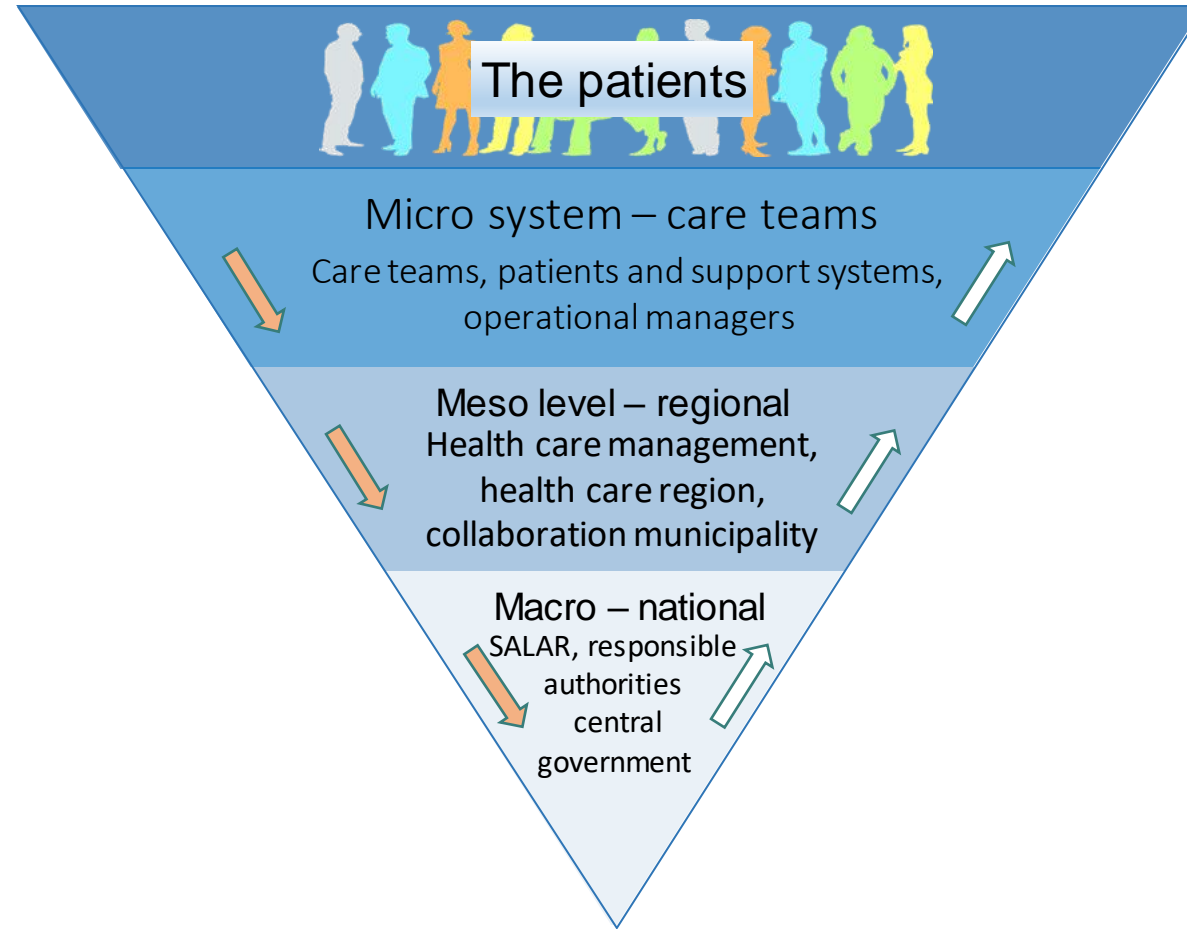 The patients
Micro system – care teams
Care teams, patients and support systems,
operational managers
Meso level – regional
Health care management,
health care region,
collaboration municipality
Macro – national
SALAR, responsible
authorities
central
government